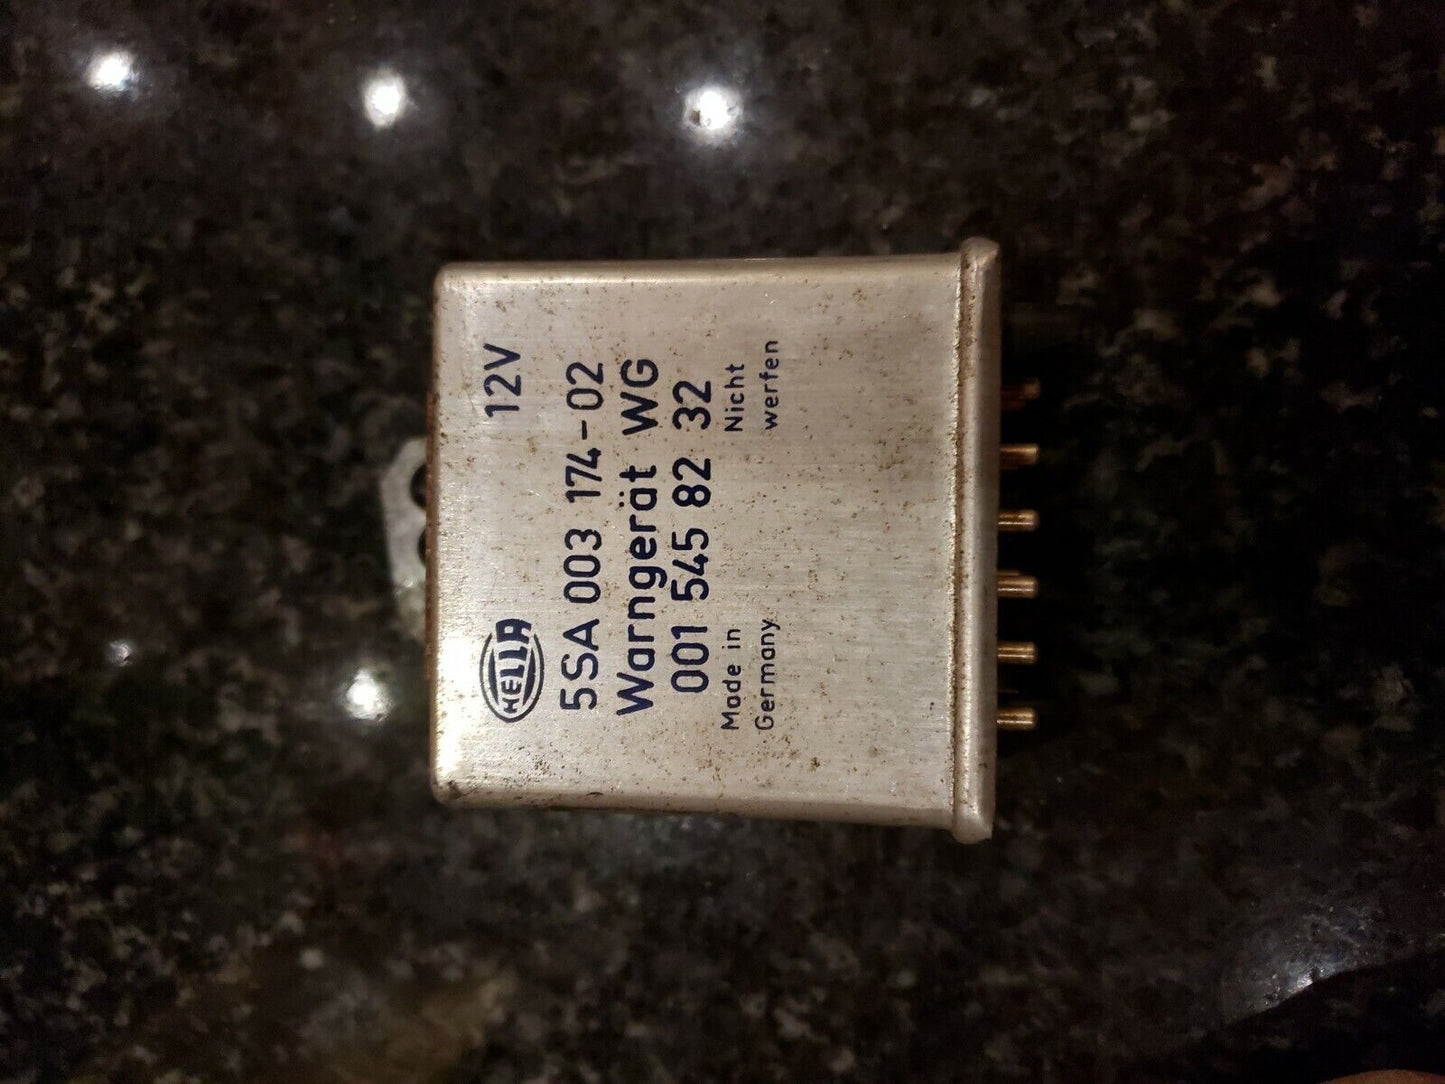 HELLA 12V
5SA 003 174-02
Warngerät WG
001 545 82 32
Made in Nicht
Germany werfen